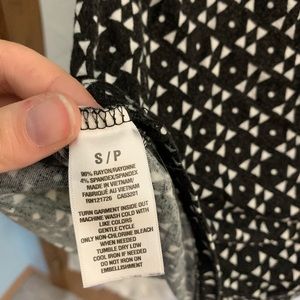 S / P
96% RAYON/RAYONNE
4% SPANDEX/SPANDEX
MADE IN VIETNAM/
FABRIQUÉ AU VIETNAM
RN121726 CA55201
TURN GARMENT INSIDE OUT
MACHINE WASH COLD WITH
LIKE COLORS
GENTLE CYCLE
ONLY NON-CHLORINE BLEACH
WHEN NEEDED
TUMBLE DRY LOW
COOL IRON IF NEEDED
DO NOT IRON ON
EMBELLISHMENT